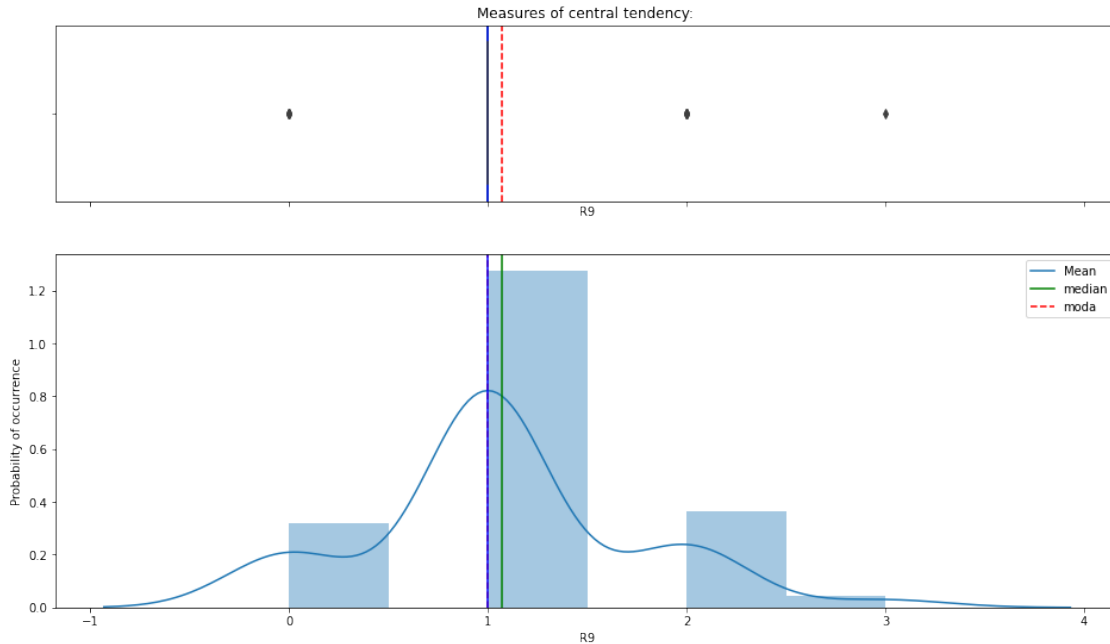 Measures of central tendency:
R9
Mean
median
moda
Probability of occurrence
1.2
1.0
0.8
0.6
0.4
0.2
0.0
−1
0
1
2
3
4
R9